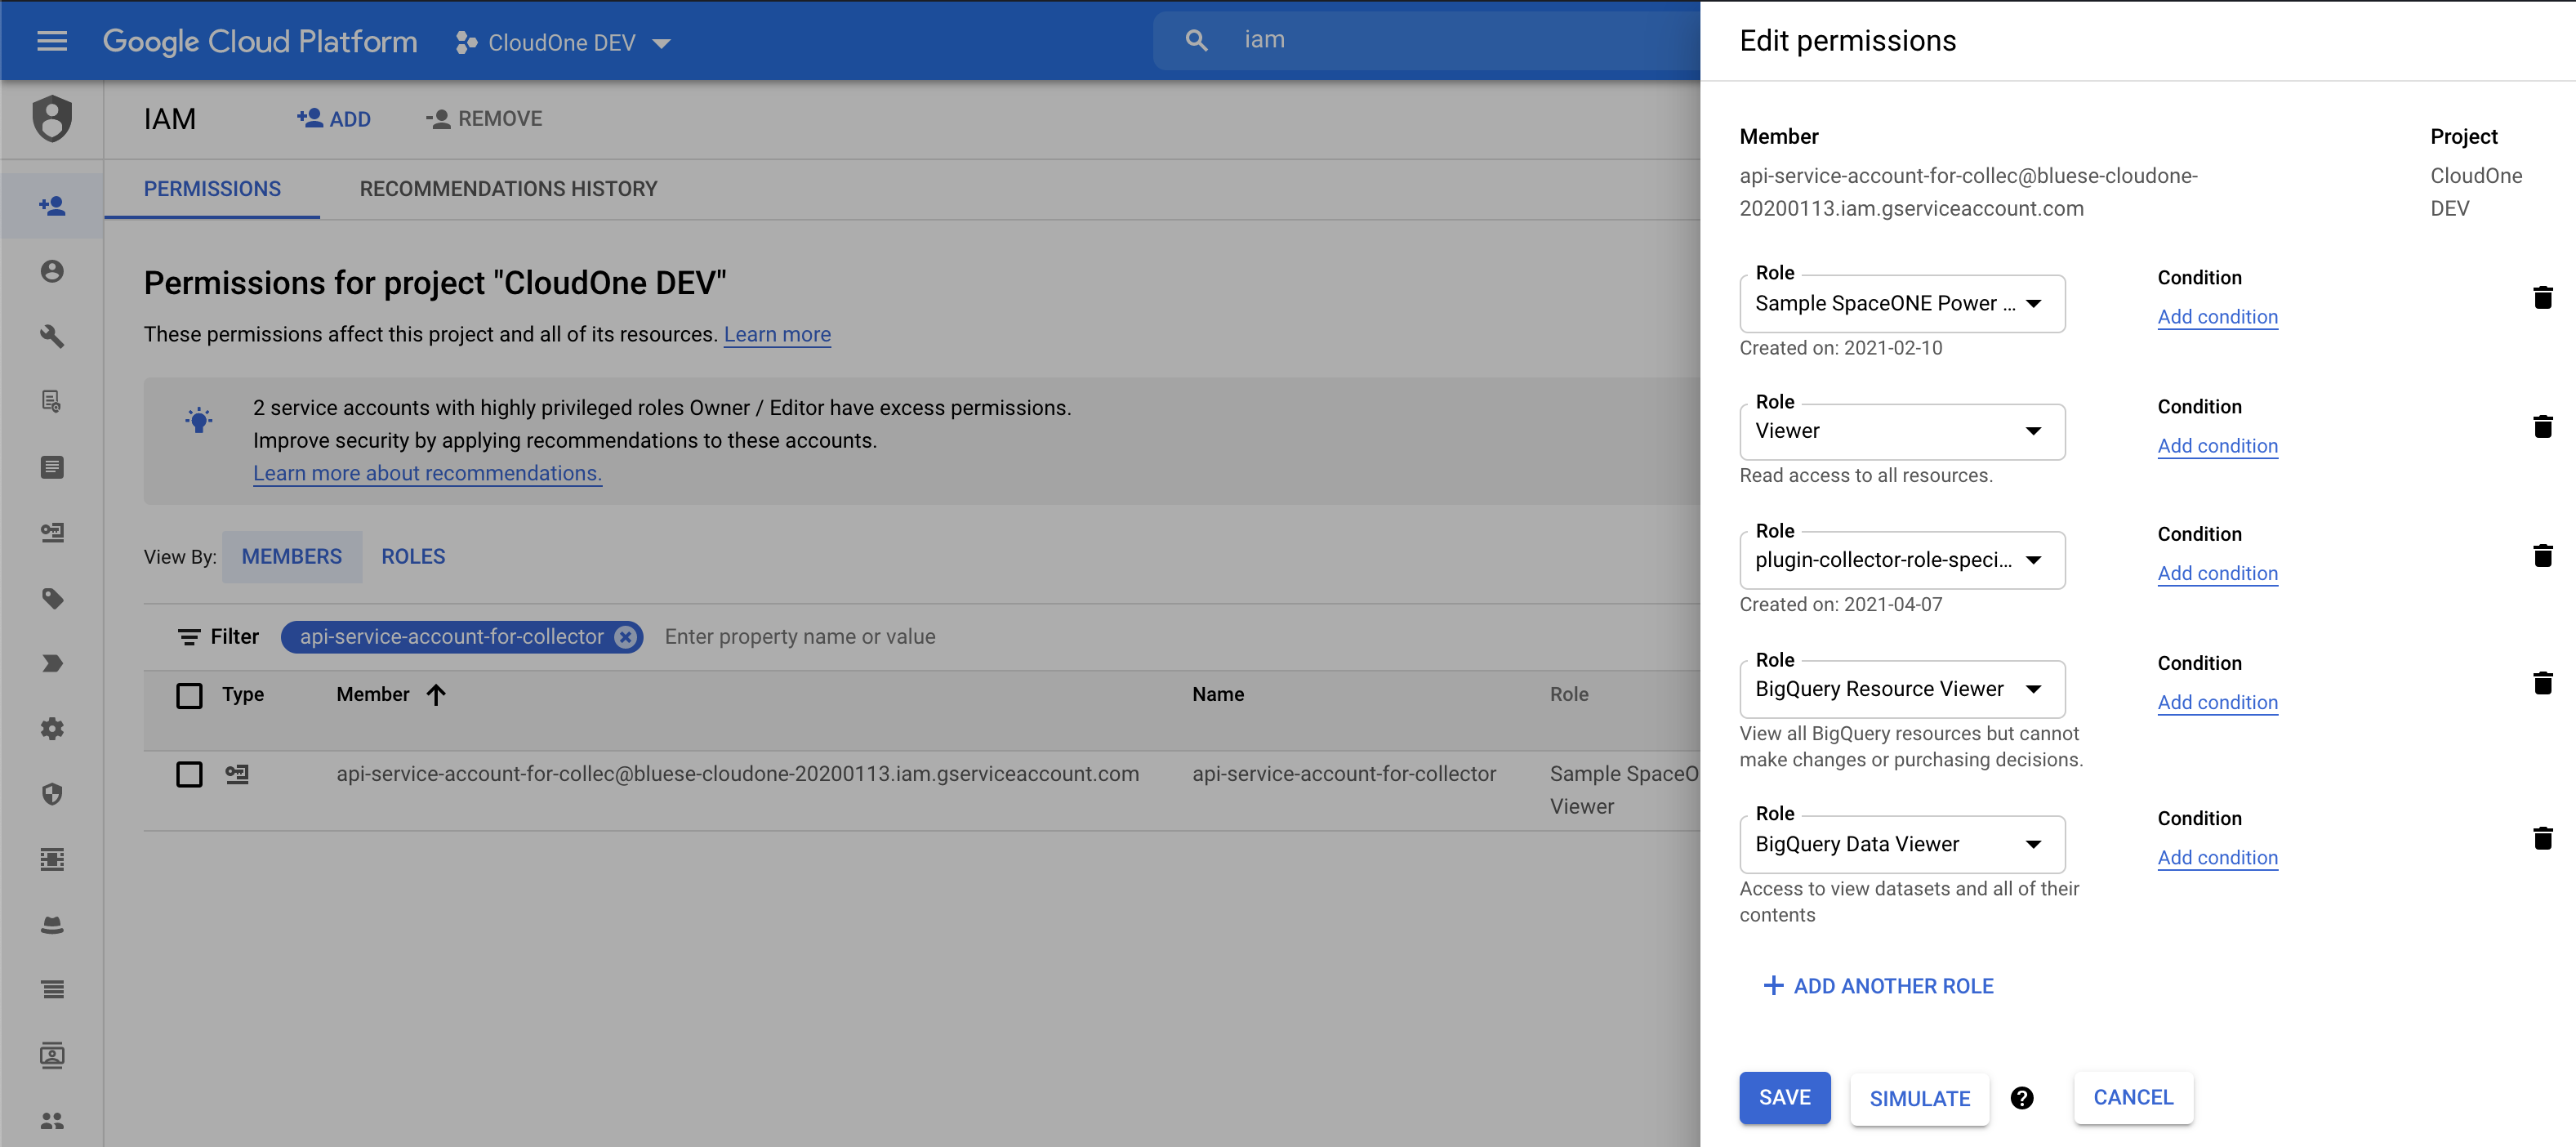 Google Cloud Platform
CloudOne DEV
iam
IAM
ADD
REMOVE
PERMISSIONS
RECOMMENDATIONS HISTORY
Permissions for project "CloudOne DEV"
These permissions affect this project and all of its resources. Learn more
2 service accounts with highly privileged roles Owner / Editor have excess permissions.
Improve security by applying recommendations to these accounts.
Learn more about recommendations.
View By: MEMBERS ROLES
Filter api-service-account-for-collector Enter property name or value
Type Member Name Role
api-service-account-for-collec@bluese-cloudone-20200113.iam.gserviceaccount.com api-service-account-for-collector Sample SpaceO
Viewer
Edit permissions
Member Project
api-service-account-for-collec@bluese-cloudone- CloudOne
20200113.iam.gserviceaccount.com DEV
Role Condition
Sample SpaceONE Power ... Add condition
Created on: 2021-02-10
Role Condition
Viewer Add condition
Read access to all resources.
Role Condition
plugin-collector-role-speci... Add condition
Created on: 2021-04-07
Role Condition
BigQuery Resource Viewer Add condition
View all BigQuery resources but cannot
make changes or purchasing decisions.
Role Condition
BigQuery Data Viewer Add condition
Access to view datasets and all of their
contents
+ ADD ANOTHER ROLE
SAVE SIMULATE ? CANCEL